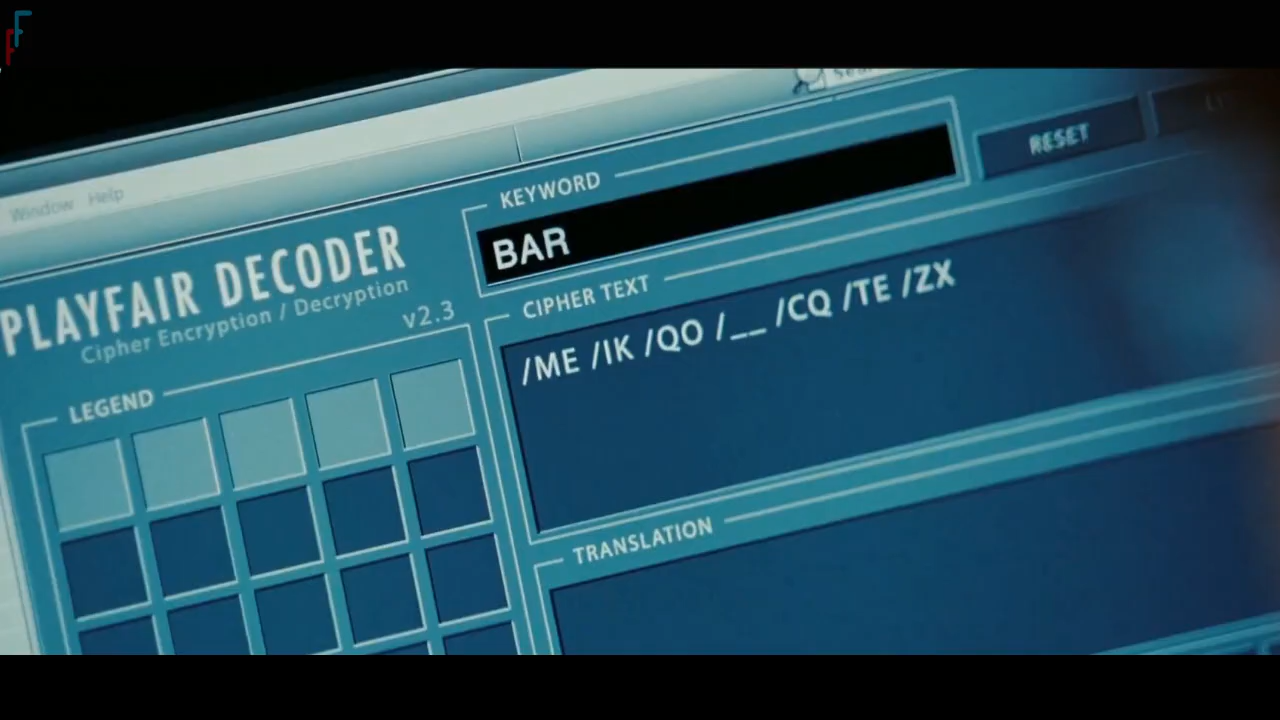 Window Help
RESET
KEYWORD
BAR
PLAYFAIR DECODER
Cipher Encryption / Decryption
v2.3
CIPHER TEXT
/ME /IK /QO /__ /CQ /TE /ZX
LEGEND
TRANSLATION